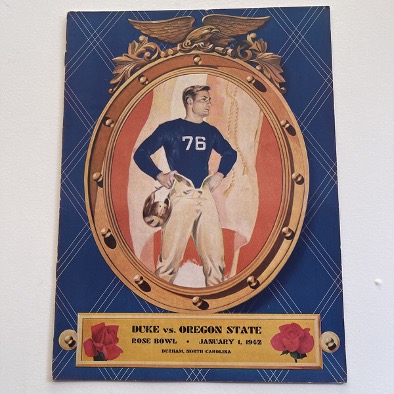 76
DUKE vs. OREGON STATE
ROSE BOWL • JANUARY 1, 1942
DURHAM, NORTH CAROLINA